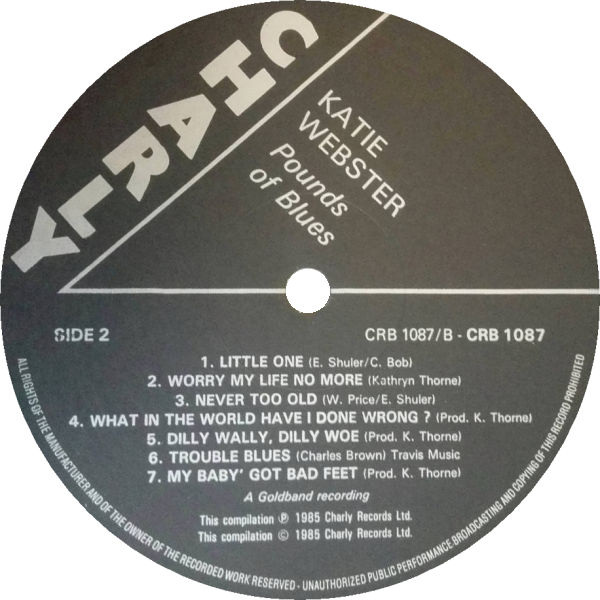 CHARLY
KATIE
WEBSTER
Pounds
of Blues
SIDE 2
CRB 1087/B - CRB 1087
1. LITTLE ONE (E. Shuler/C. Bob)
2. WORRY MY LIFE NO MORE (Kathryn Thorne)
3. NEVER TOO OLD (W. Price/E. Shuler)
4. WHAT IN THE WORLD HAVE I DONE WRONG ? (Prod. K. Thorne)
5. DILLY WALLY, DILLY WOE (Prod. K. Thorne)
6. TROUBLE BLUES (Charles Brown) Travis Music
7. MY BABY' GOT BAD FEET (Prod. K. Thorne)
A Goldband recording
This compilation ℗ 1985 Charly Records Ltd.
This compilation © 1985 Charly Records Ltd.
ALL RIGHTS OF THE MANUFACTURER AND OF THE OWNER OF THE RECORDED WORK RESERVED - UNAUTHORIZED PUBLIC PERFORMANCE BROADCASTING AND COPYING OF THIS RECORD PROHIBITED